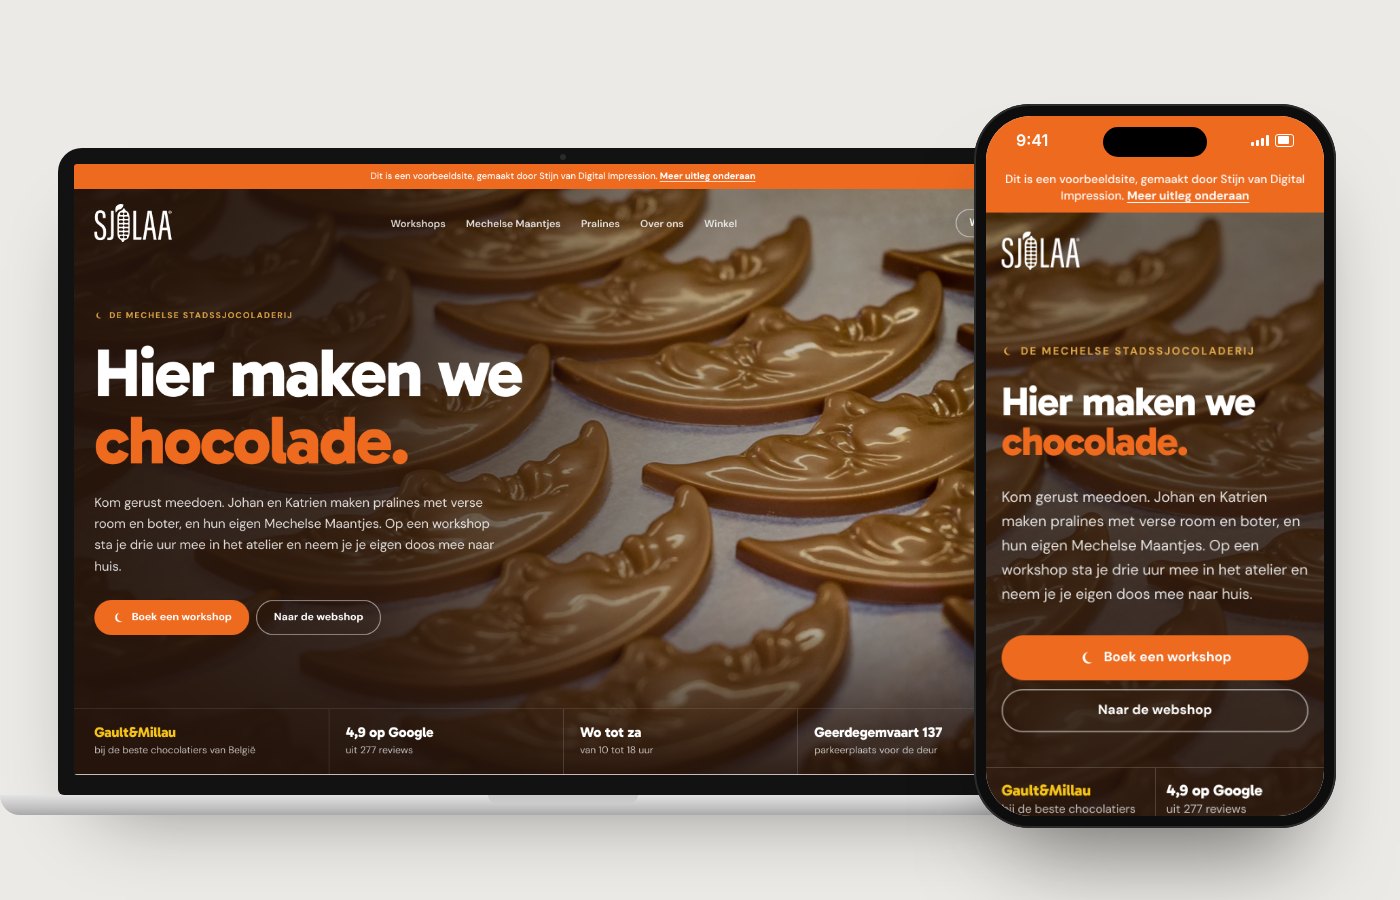 Dit is een voorbeeldsite, gemaakt door Stijn van Digital Impression. Meer uitleg onderaan
SJOLAA
Workshops Mechelse Maantjes Pralines Over ons Winkel
DE MECHELSE STADSSJOCOLADERIJ
Hier maken we
chocolade.
Kom gerust meedoen. Johan en Katrien maken pralines met verse
room en boter, en hun eigen Mechelse Maantjes. Op een workshop
sta je drie uur mee in het atelier en neem je je eigen doos mee naar
huis.
Boek een workshop
Naar de webshop
Gault&Millau
bij de beste chocolatiers van België
4,9 op Google
uit 277 reviews
Wo tot za
van 10 tot 18 uur
Geerdegemvaart 137
parkeerplaats voor de deur
9:41
Dit is een voorbeeldsite, gemaakt door Stijn van Digital
Impression. Meer uitleg onderaan
SJOLAA
DE MECHELSE STADSSJOCOLADERIJ
Hier maken we
chocolade.
Kom gerust meedoen. Johan en Katrien
maken pralines met verse room en boter, en
hun eigen Mechelse Maantjes. Op een
workshop sta je drie uur mee in het atelier en
neem je je eigen doos mee naar huis.
Boek een workshop
Naar de webshop
Gault&Millau
bij de beste chocolatiers
4,9 op Google
uit 277 reviews